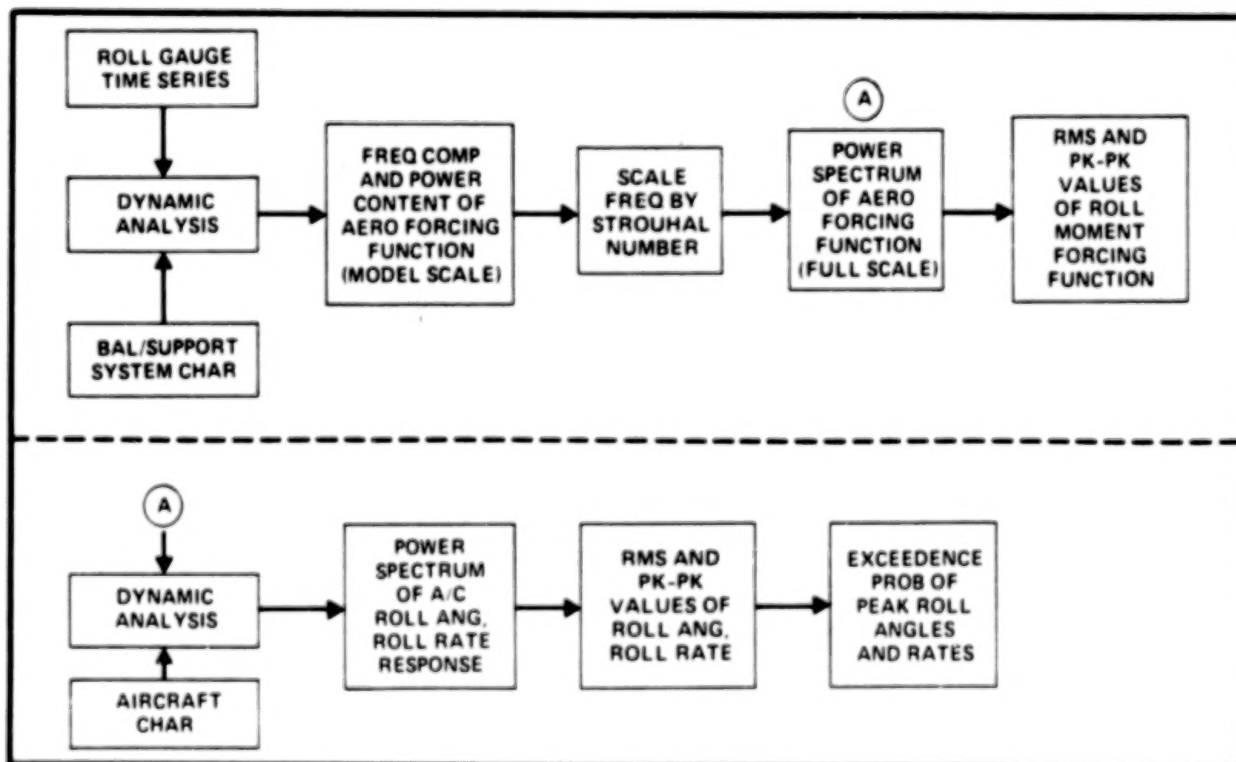 ROLL GAUGE
TIME SERIES
DYNAMIC
ANALYSIS
BAL/SUPPORT
SYSTEM CHAR
FREQ COMP
AND POWER
CONTENT OF
AERO FORCING
FUNCTION
(MODEL SCALE)
SCALE
FREQ BY
STROUHAL
NUMBER
A
POWER
SPECTRUM
OF AERO
FORCING
FUNCTION
(FULL SCALE)
RMS AND
PK-PK
VALUES
OF ROLL
MOMENT
FORCING
FUNCTION
A
DYNAMIC
ANALYSIS
AIRCRAFT
CHAR
POWER
SPECTRUM
OF A/C
ROLL ANG,
ROLL RATE
RESPONSE
RMS AND
PK-PK
VALUES OF
ROLL ANG,
ROLL RATE
EXCEEDENCE
PROB OF
PEAK ROLL
ANGLES
AND RATES